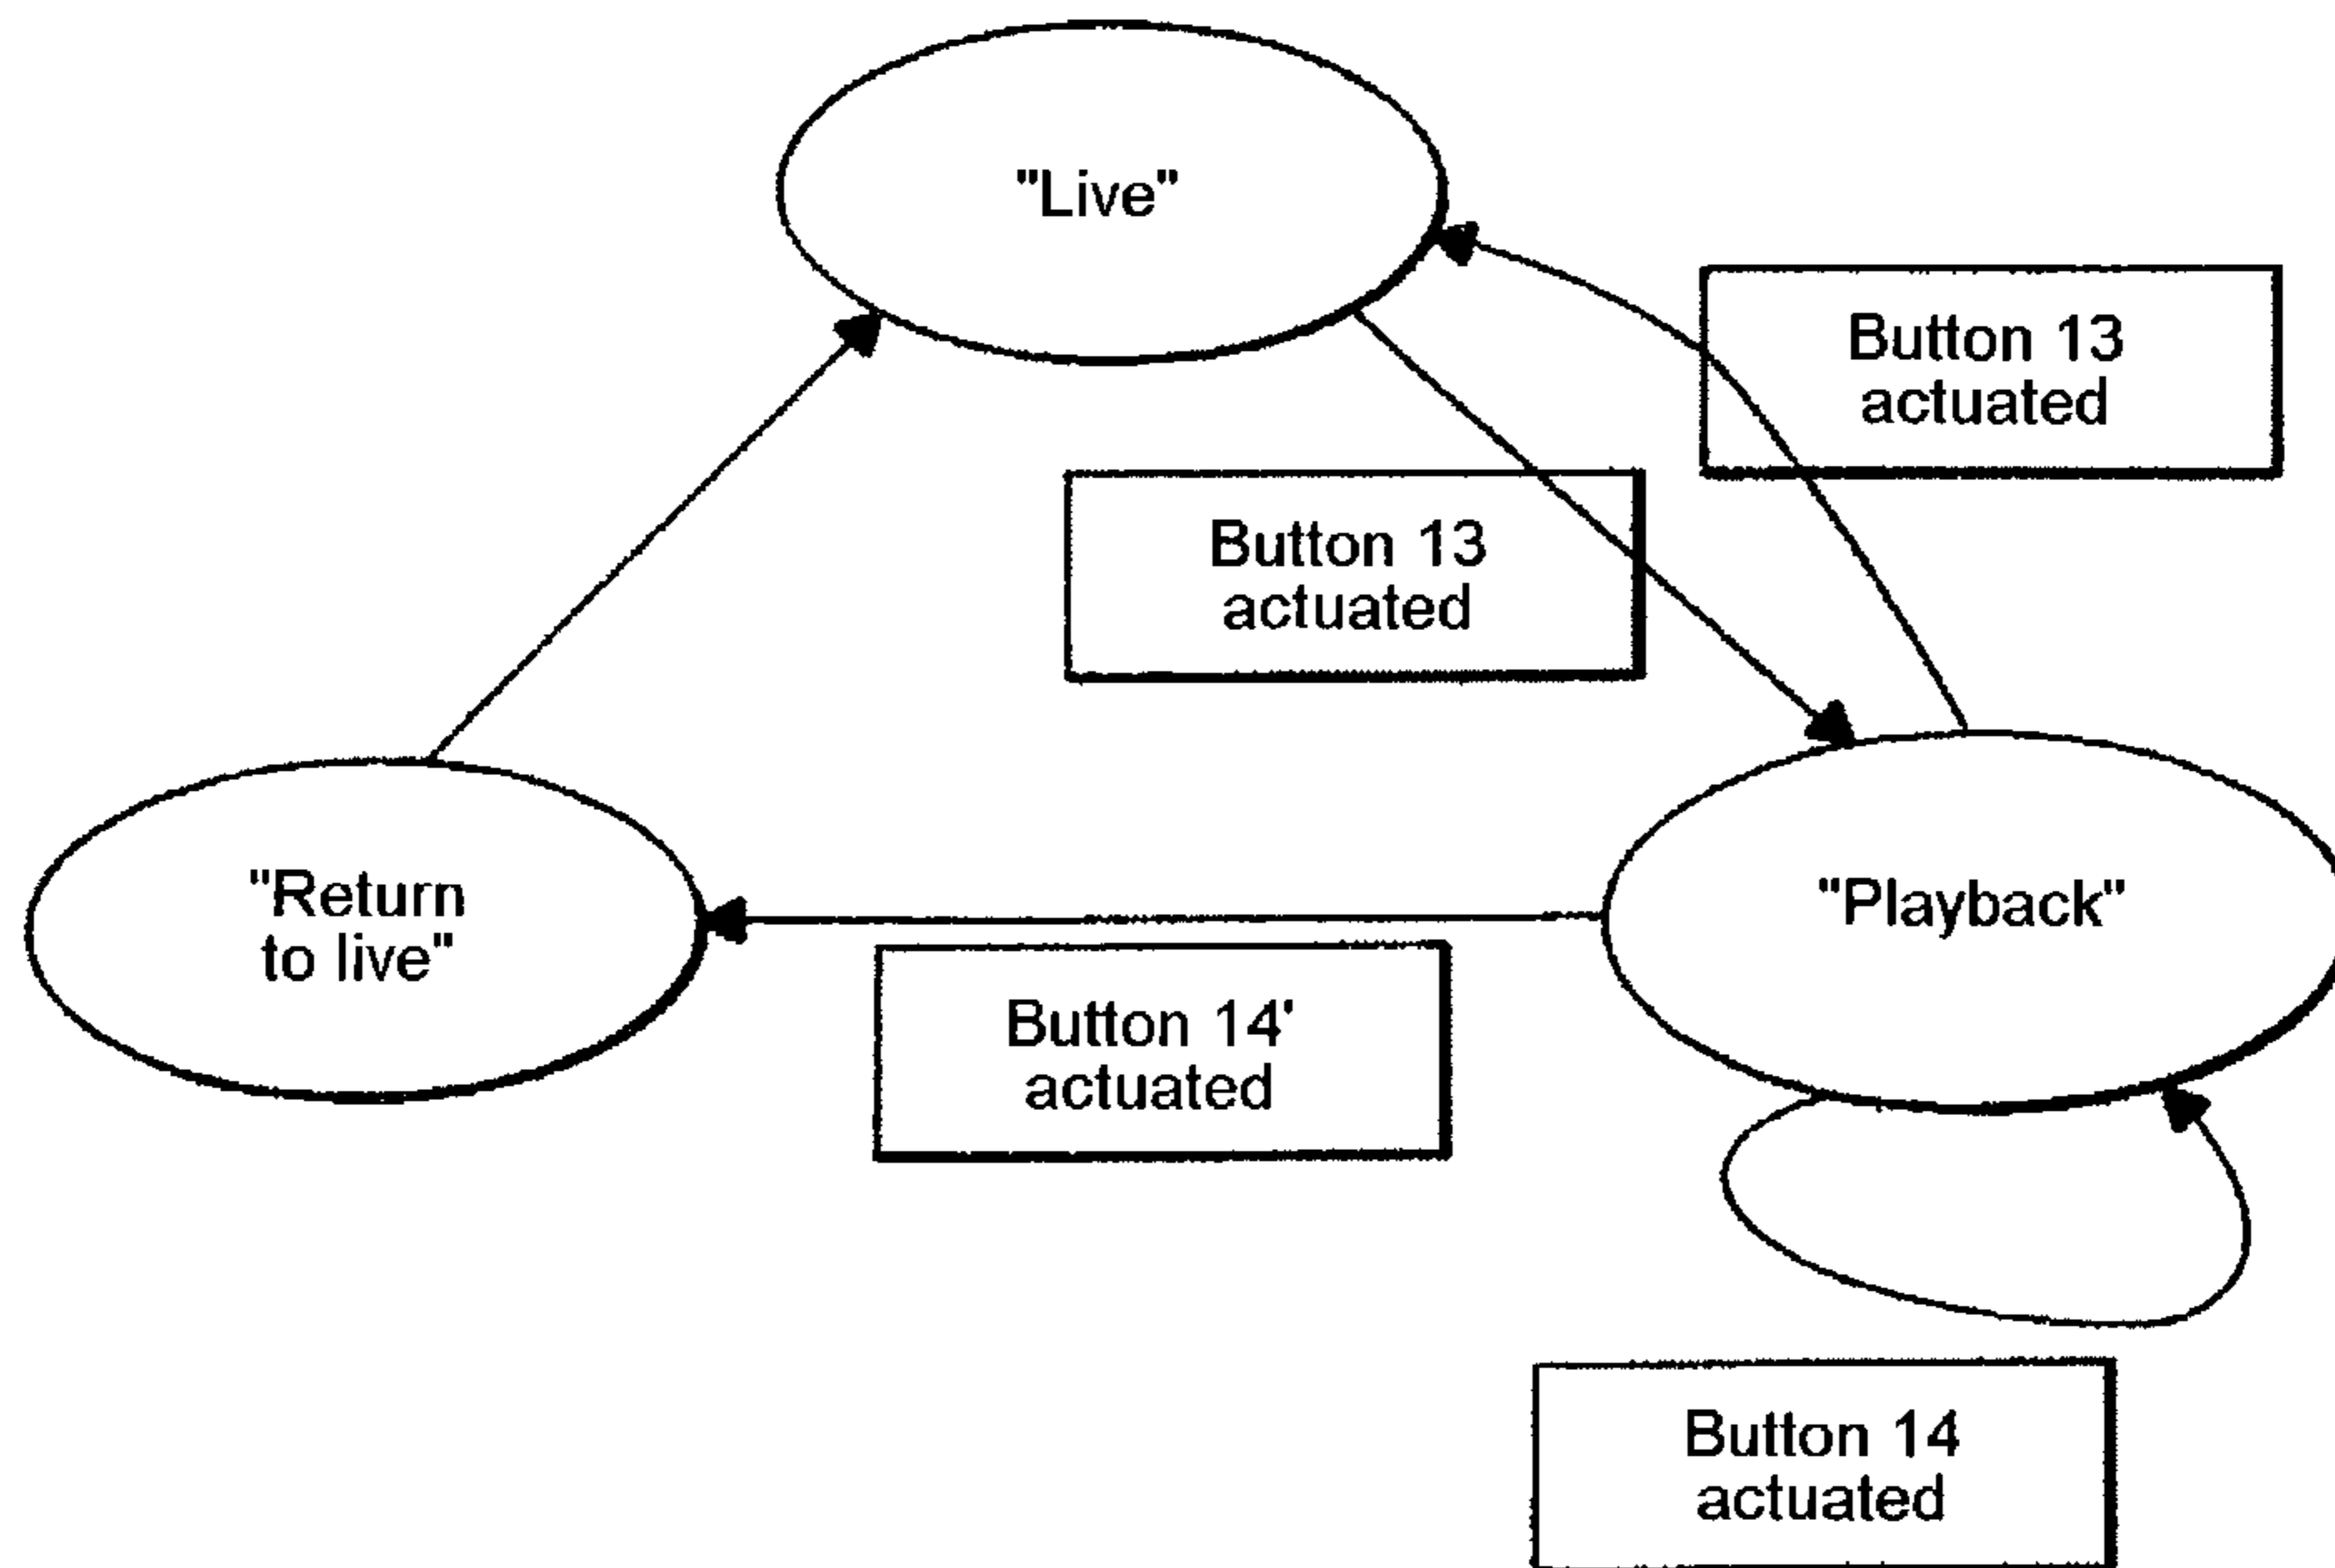 "Live"
Button 13
actuated
Button 13
actuated
"Return
to live"
"Playback"
Button 14'
actuated
Button 14
actuated